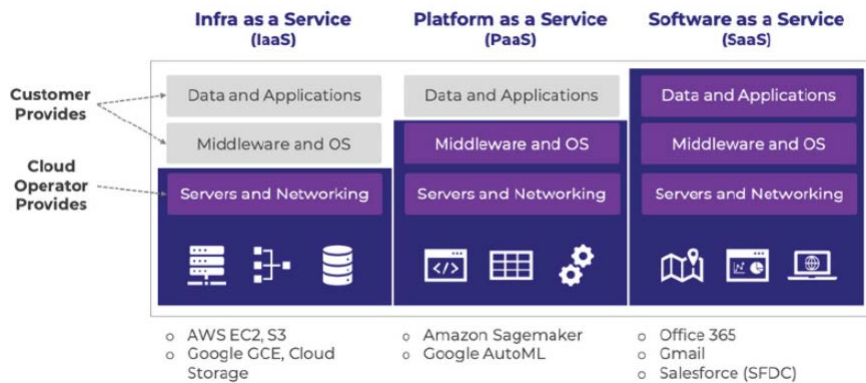 Infra as a Service
(IaaS)
Platform as a Service
(PaaS)
Software as a Service
(SaaS)
Customer
Provides
Cloud
Operator
Provides
Data and Applications
Middleware and OS
Servers and Networking
Data and Applications
Middleware and OS
Servers and Networking
Data and Applications
Middleware and OS
Servers and Networking
</>
o AWS EC2, S3
o Google GCE, Cloud
Storage
o Amazon Sagemaker
o Google AutoML
o Office 365
o Gmail
o Salesforce (SFDC)